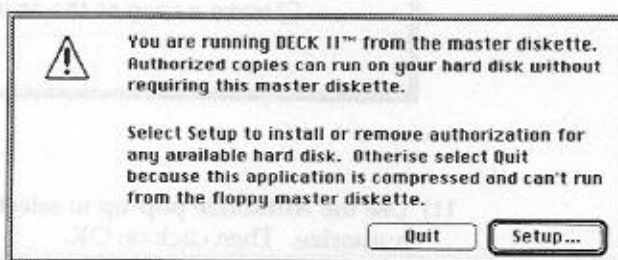 You are running DECK II™ from the master diskette.
Authorized copies can run on your hard disk without
requiring this master diskette.
Select Setup to install or remove authorization for
any available hard disk. Otherise select Quit
because this application is compressed and can't run
from the floppy master diskette.
Quit Setup...